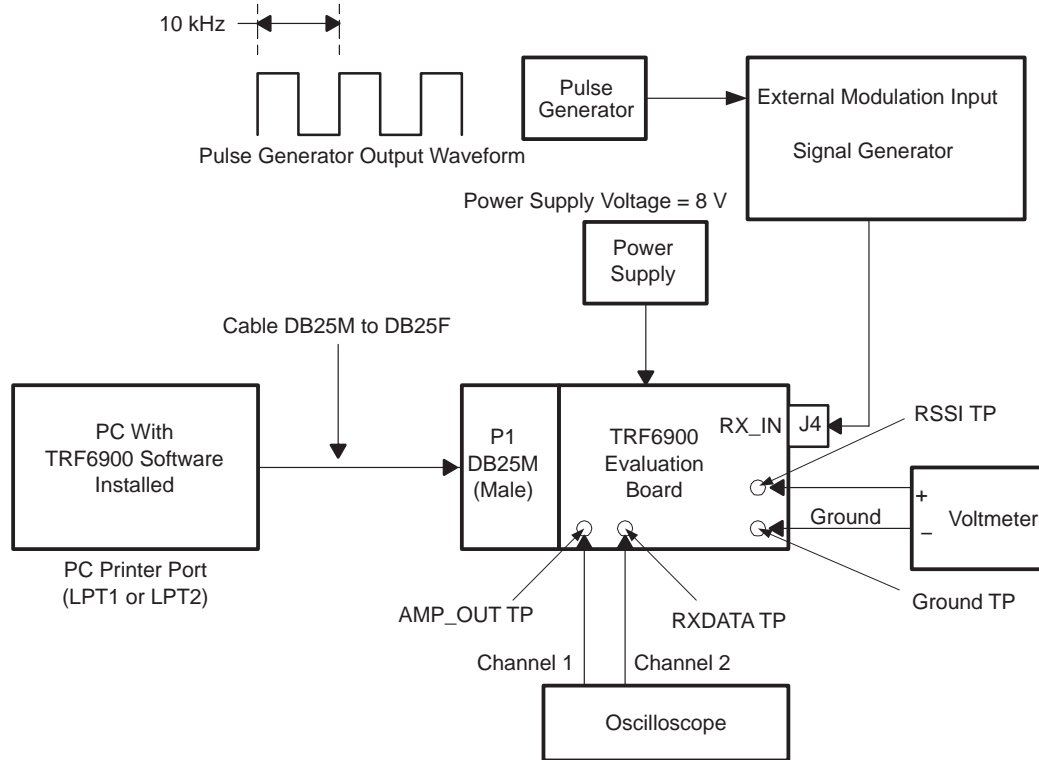 10 kHz
Pulse Generator Output Waveform
Pulse
Generator
External Modulation Input
Signal Generator
Power Supply Voltage = 8 V
Power
Supply
Cable DB25M to DB25F
PC With
TRF6900 Software
Installed
PC Printer Port
(LPT1 or LPT2)
P1
DB25M
(Male)
TRF6900
Evaluation
Board
RX_IN
J4
RSSI TP
+
Voltmeter
Ground
−
Ground TP
AMP_OUT TP
RXDATA TP
Channel 1
Channel 2
Oscilloscope